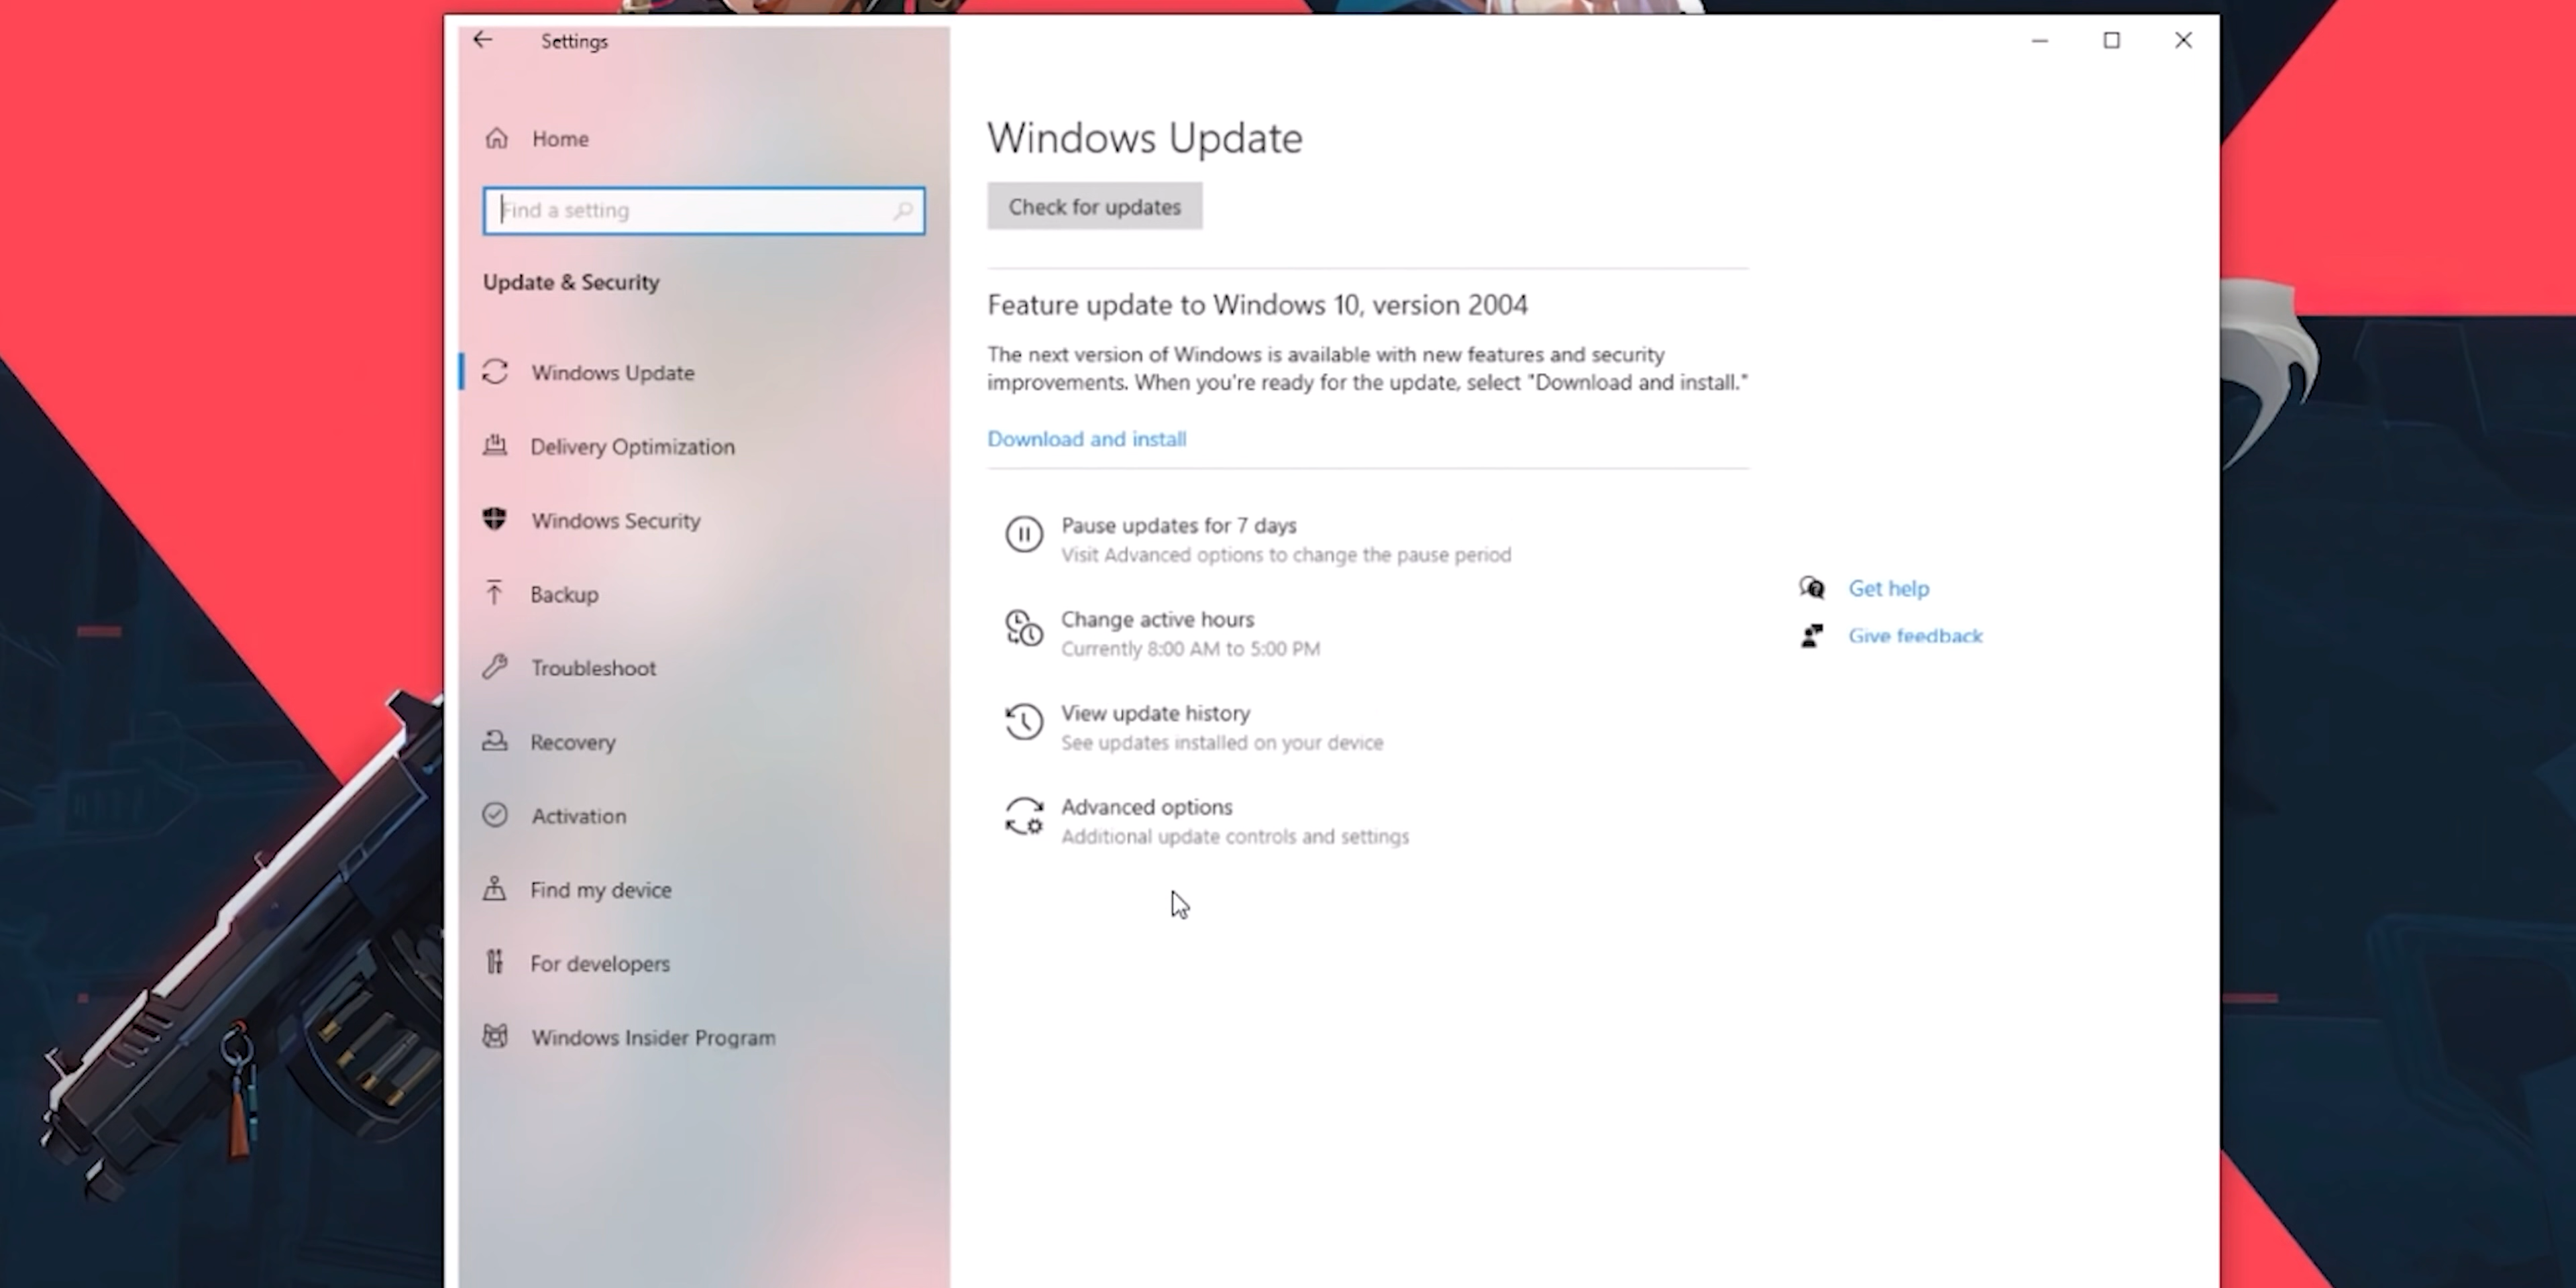 Settings
Home
Find a setting
Update & Security
Windows Update
Delivery Optimization
Windows Security
Backup
Troubleshoot
Recovery
Activation
Find my device
For developers
Windows Insider Program
Windows Update
Check for updates
Feature update to Windows 10, version 2004
The next version of Windows is available with new features and security
improvements. When you're ready for the update, select "Download and install."
Download and install
Pause updates for 7 days
Visit Advanced options to change the pause period
Change active hours
Currently 8:00 AM to 5:00 PM
View update history
See updates installed on your device
Advanced options
Additional update controls and settings
Get help
Give feedback